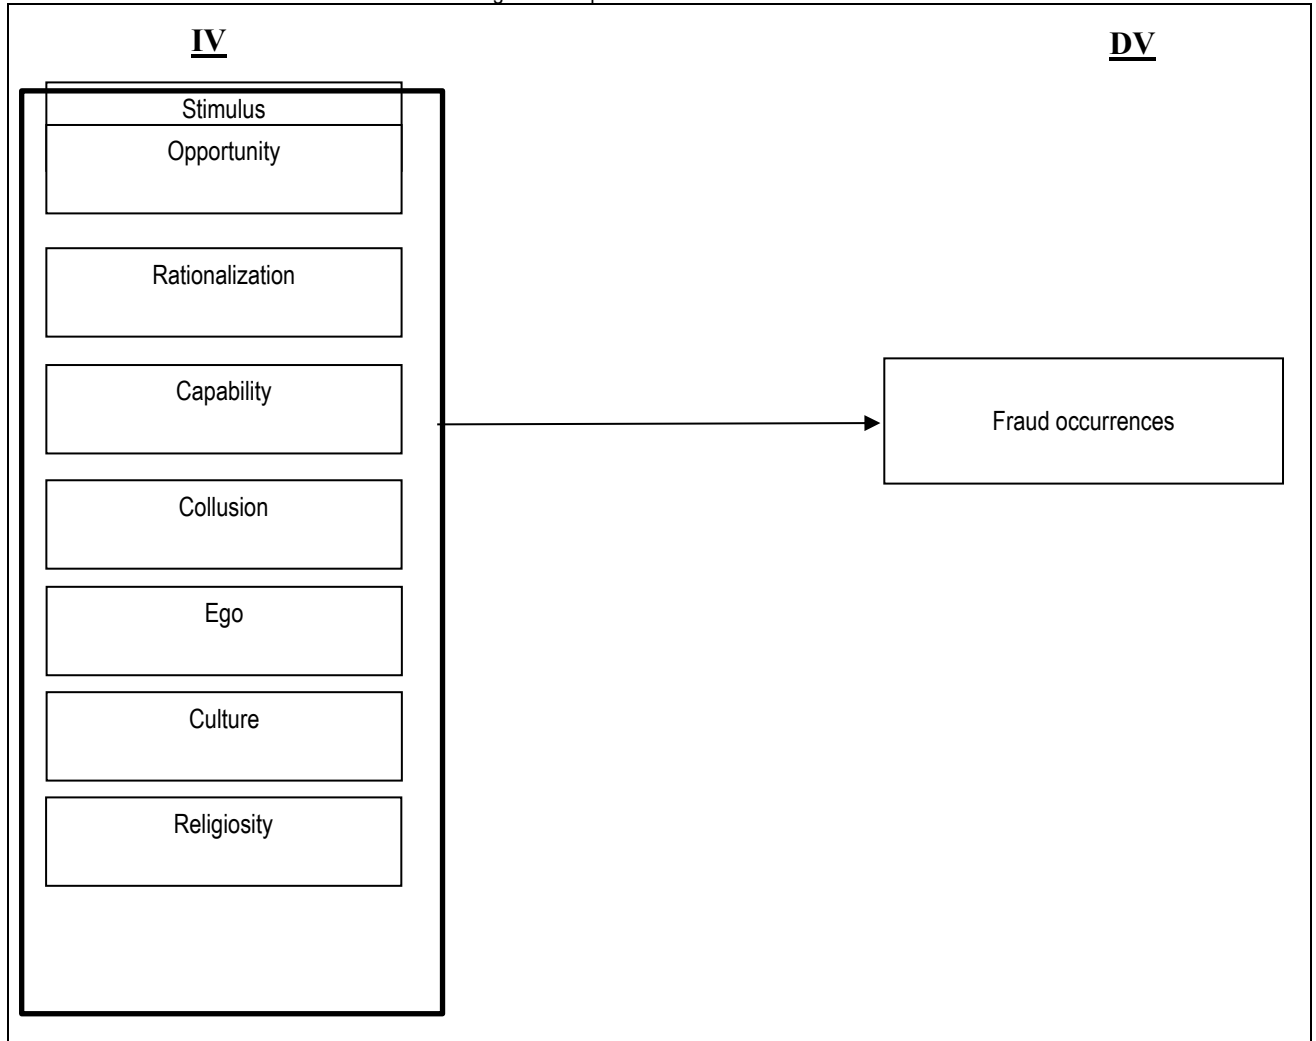 IV
DV
Stimulus
Opportunity
Rationalization
Capability
Fraud occurrences
Collusion
Ego
Culture
Religiosity